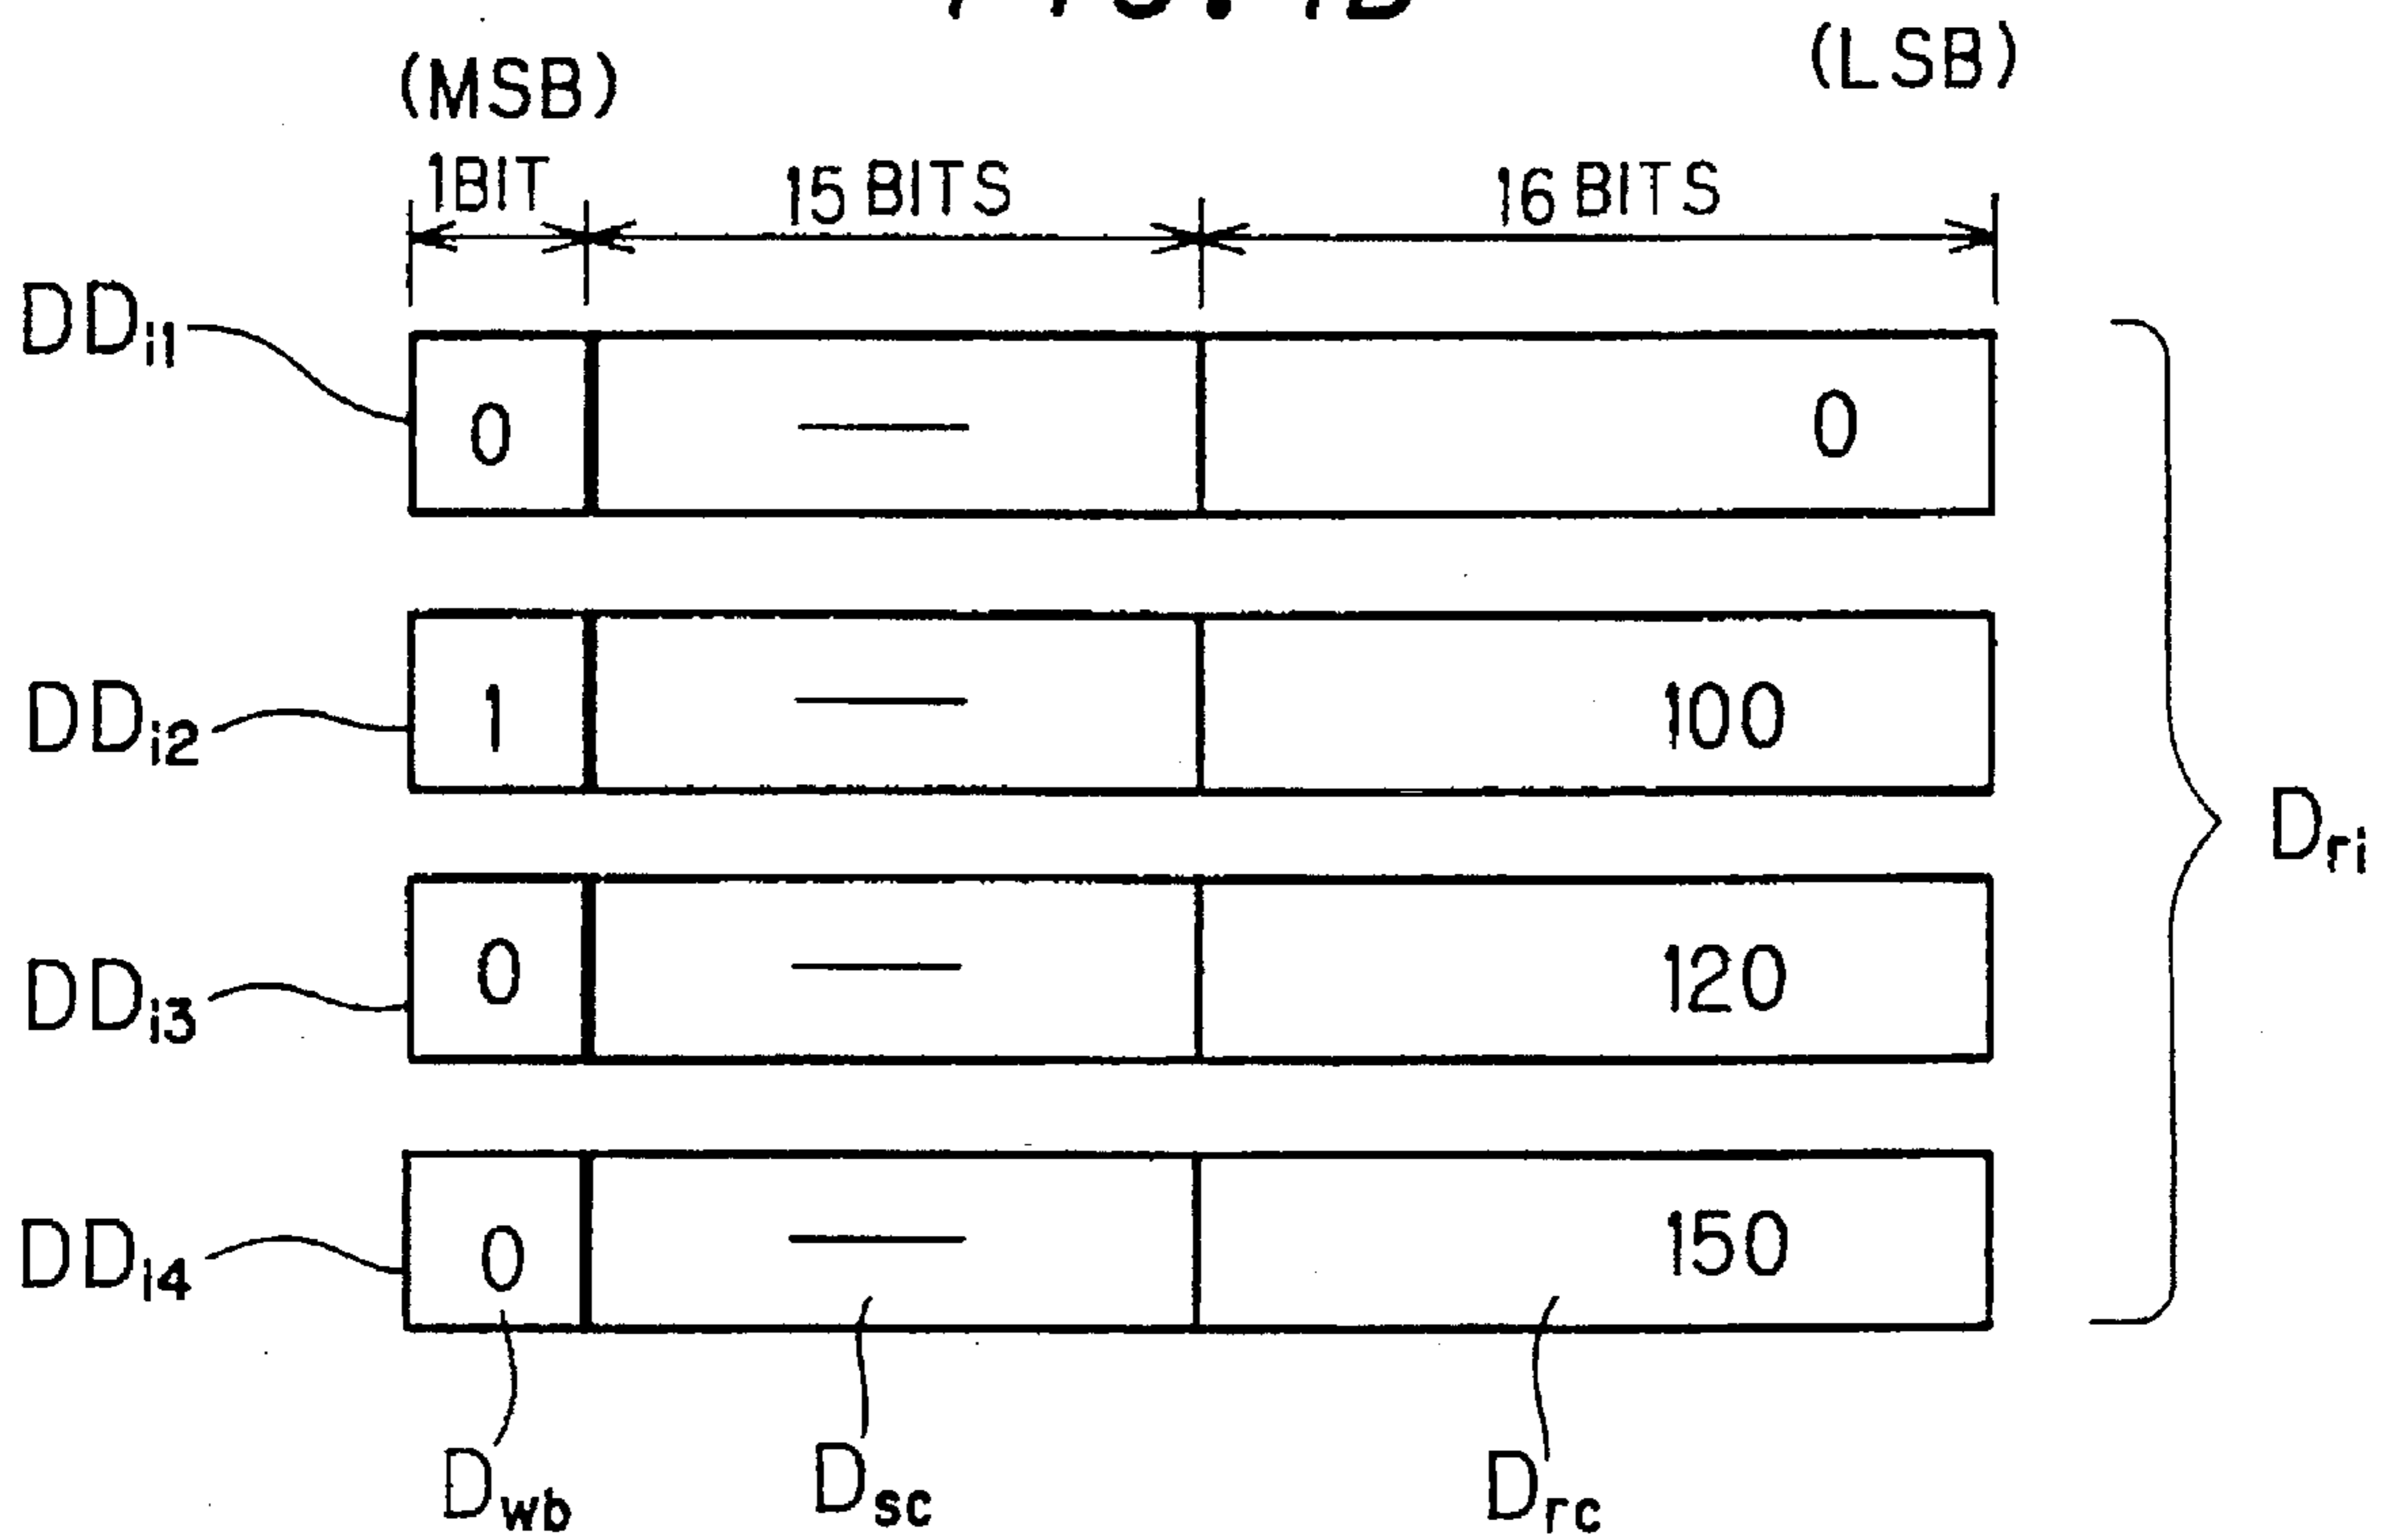 (MSB) (LSB)
1BIT 15 BITS 16 BITS
DDi1 0 — 0
DDi2 1 — 100
DDi3 0 — 120
Dri
DDi4 0 — 150
Dwb Dsc Drc